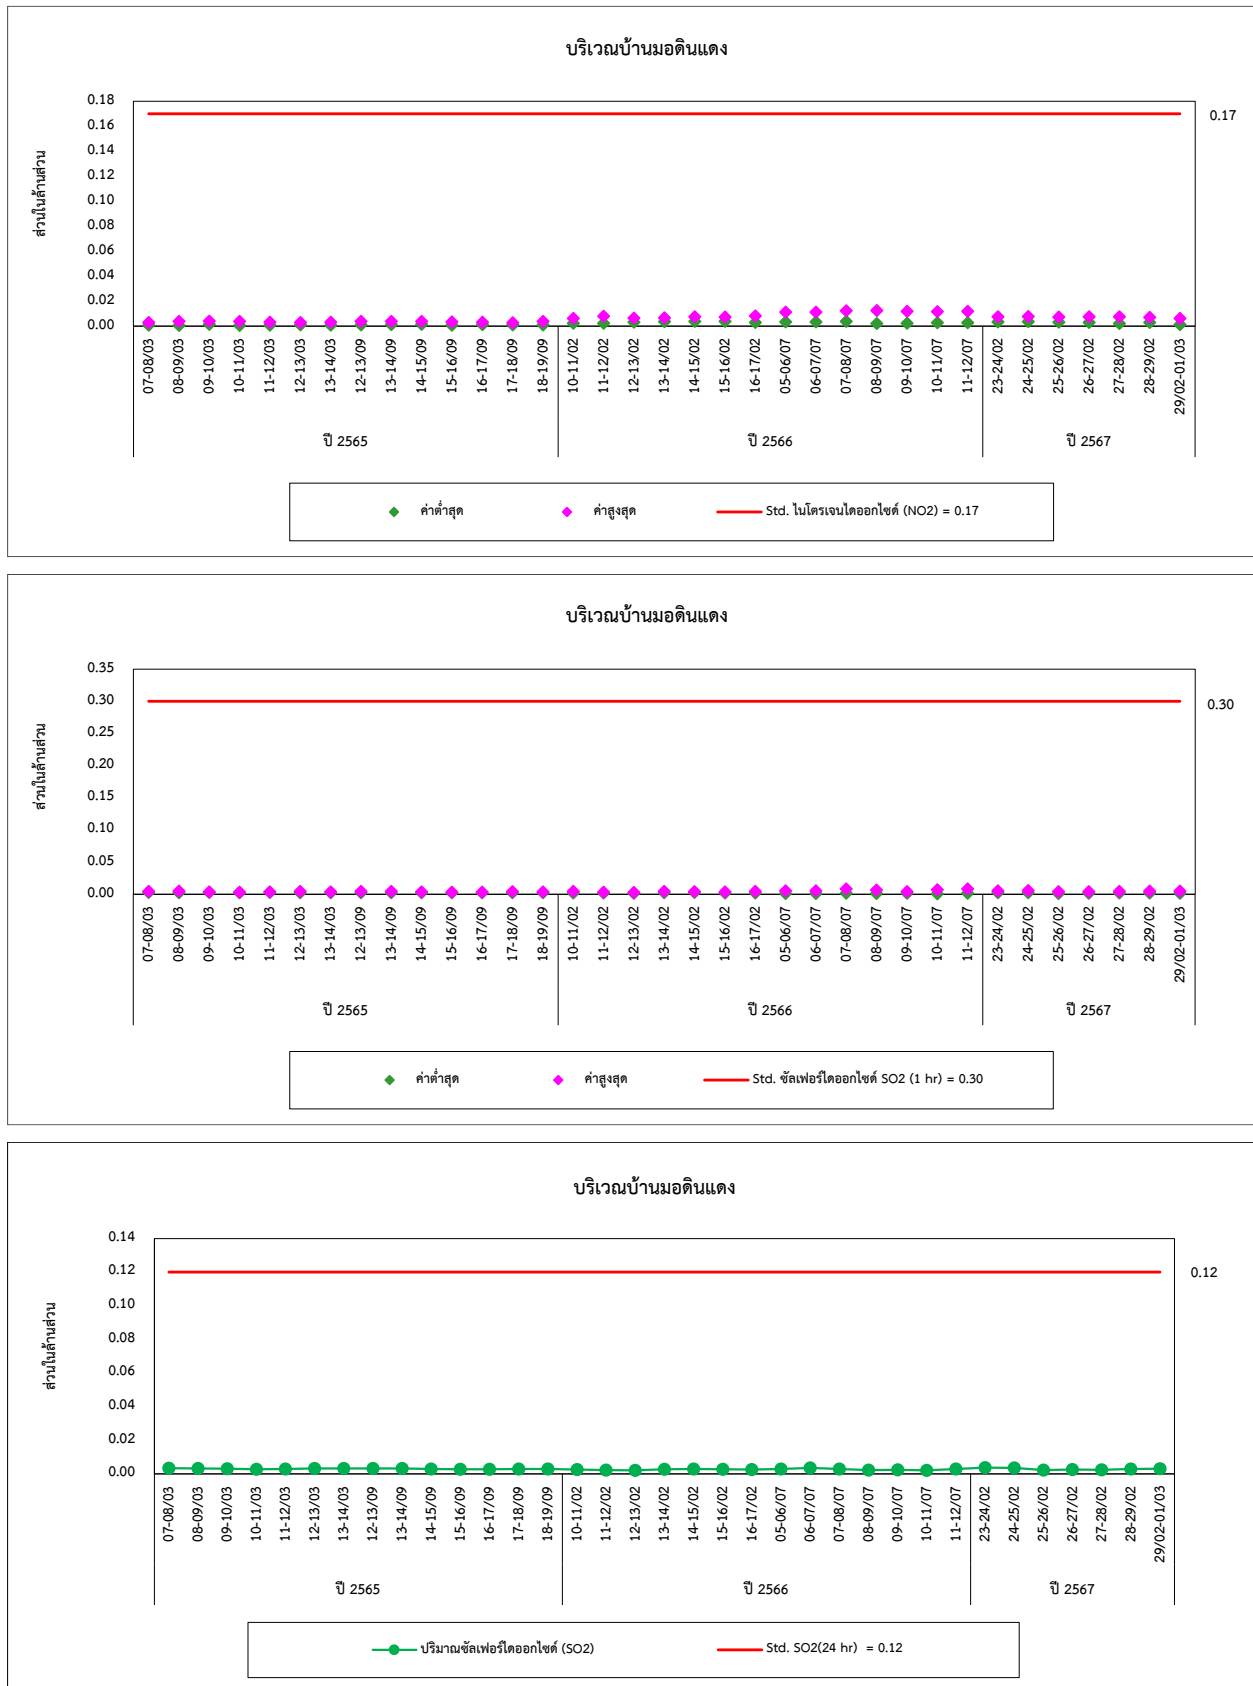 บริเวณบ้านมอดินแดง
ส่วนในล้านส่วน
0.18
0.16
0.14
0.12
0.10
0.08
0.06
0.04
0.02
0.00
0.17
07-08/03 08-09/03 09-10/03 10-11/03 11-12/03 12-13/03 13-14/03 12-13/09 13-14/09 14-15/09 15-16/09 16-17/09 17-18/09 18-19/09 10-11/02 11-12/02 12-13/02 13-14/02 14-15/02 15-16/02 16-17/02 05-06/07 06-07/07 07-08/07 08-09/07 09-10/07 10-11/07 11-12/07 23-24/02 24-25/02 25-26/02 26-27/02 27-28/02 28-29/02 29/02-01/03
ปี 2565 ปี 2566 ปี 2567
ค่าต่ำสุด ค่าสูงสุด Std. ไนโตรเจนไดออกไซด์ (NO2) = 0.17
บริเวณบ้านมอดินแดง
ส่วนในล้านส่วน
0.35
0.30
0.25
0.20
0.15
0.10
0.05
0.00
0.30
07-08/03 08-09/03 09-10/03 10-11/03 11-12/03 12-13/03 13-14/03 12-13/09 13-14/09 14-15/09 15-16/09 16-17/09 17-18/09 18-19/09 10-11/02 11-12/02 12-13/02 13-14/02 14-15/02 15-16/02 16-17/02 05-06/07 06-07/07 07-08/07 08-09/07 09-10/07 10-11/07 11-12/07 23-24/02 24-25/02 25-26/02 26-27/02 27-28/02 28-29/02 29/02-01/03
ปี 2565 ปี 2566 ปี 2567
ค่าต่ำสุด ค่าสูงสุด Std. ซัลเฟอร์ไดออกไซด์ SO2 (1 hr) = 0.30
บริเวณบ้านมอดินแดง
ส่วนในล้านส่วน
0.14
0.12
0.10
0.08
0.06
0.04
0.02
0.00
0.12
07-08/03 08-09/03 09-10/03 10-11/03 11-12/03 12-13/03 13-14/03 12-13/09 13-14/09 14-15/09 15-16/09 16-17/09 17-18/09 18-19/09 10-11/02 11-12/02 12-13/02 13-14/02 14-15/02 15-16/02 16-17/02 05-06/07 06-07/07 07-08/07 08-09/07 09-10/07 10-11/07 11-12/07 23-24/02 24-25/02 25-26/02 26-27/02 27-28/02 28-29/02 29/02-01/03
ปี 2565 ปี 2566 ปี 2567
ปริมาณซัลเฟอร์ไดออกไซด์ (SO2) Std. SO2(24 hr) = 0.12